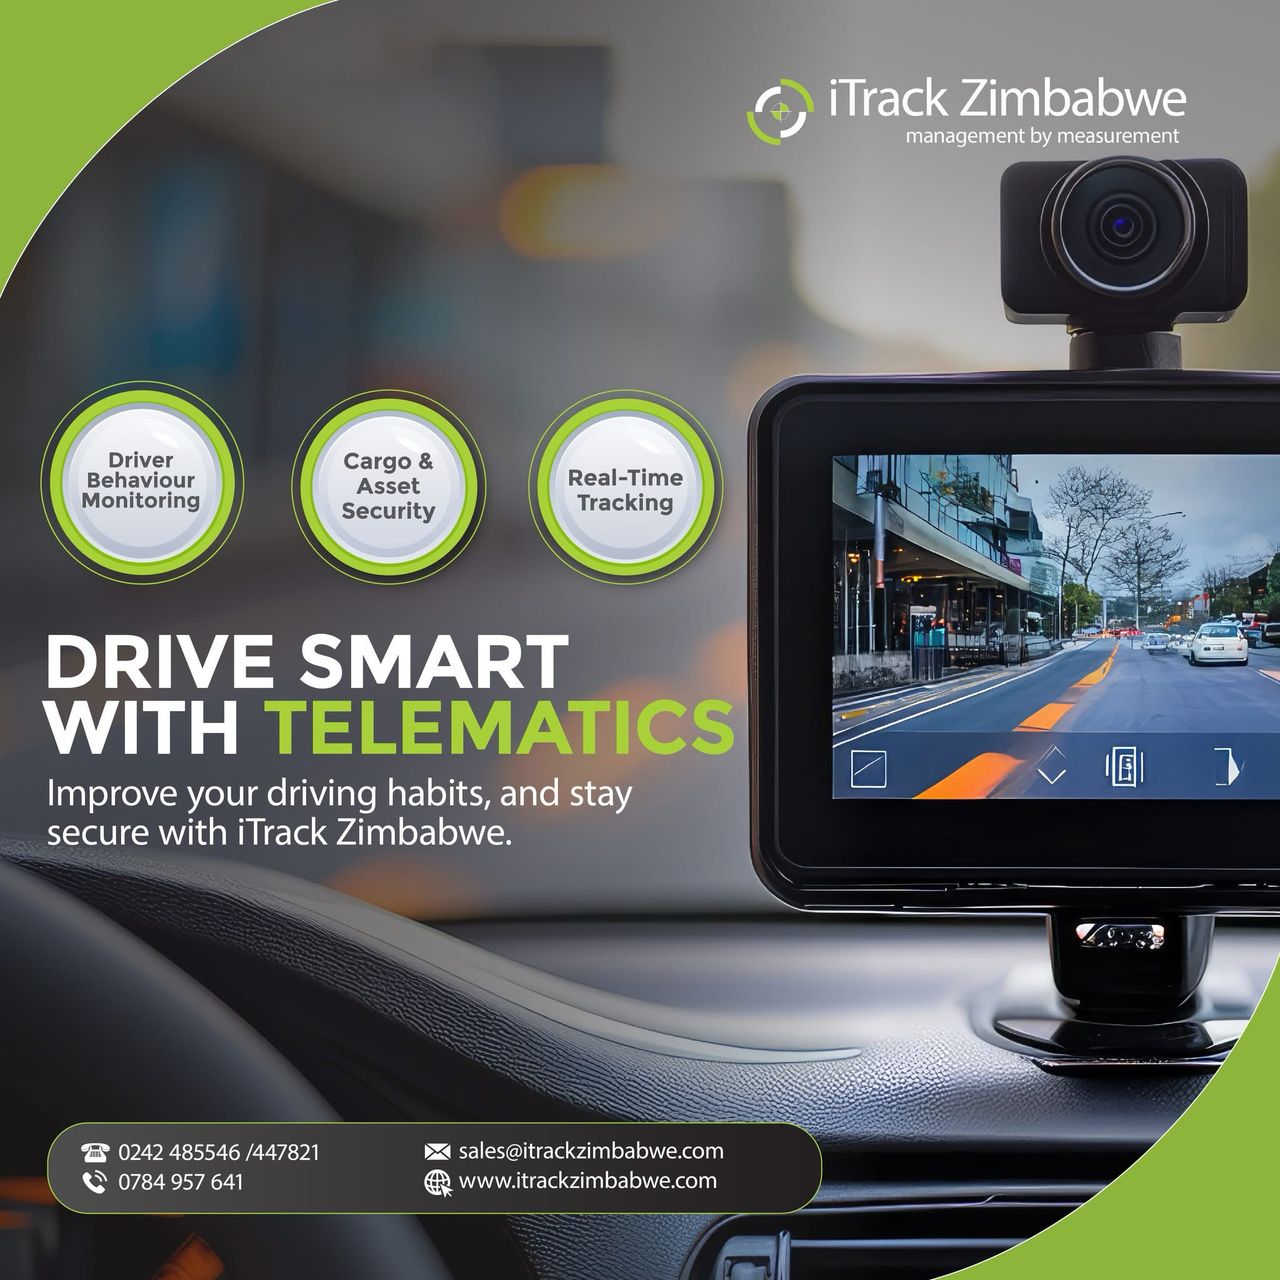 iTrack Zimbabwe
management by measurement
Driver
Behaviour
Monitoring
Cargo &
Asset
Security
Real-Time
Tracking
DRIVE SMART
WITH TELEMATICS
Improve your driving habits, and stay
secure with iTrack Zimbabwe.
0242 485546 /447821
0784 957 641
sales@itrackzimbabwe.com
www.itrackzimbabwe.com